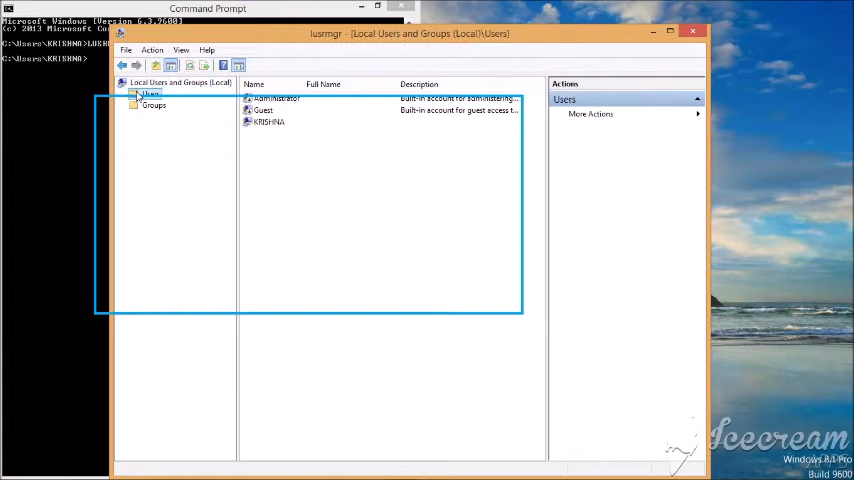 Command Prompt
Microsoft Windows [Version 6.3.9600]
(c) 2013 Microsoft
C:\Users\KRISHNA>LUSR
C:\Users\KRISHNA>
lusrmgr - [Local Users and Groups (Local)\Users]
File Action View Help
Local Users and Groups (Local)
Users
Groups
Name Full Name Description
Administrator Built-in account for administering...
Guest Built-in account for guest access t...
KRISHNA
Actions
Users
More Actions
Icecream
APPS
Windows 8.1 Pro
Build 9600